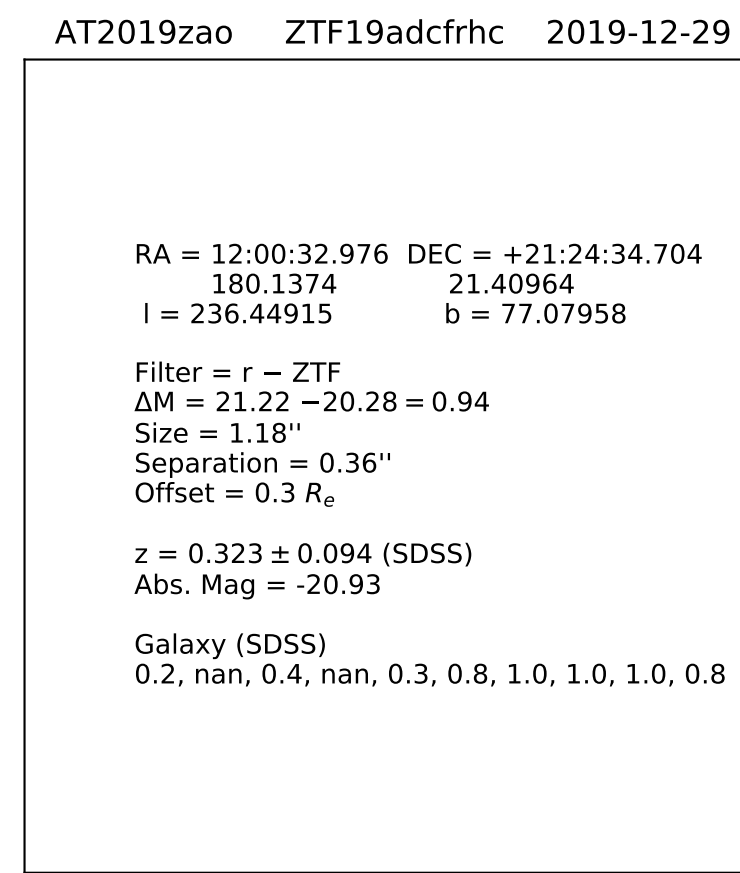 AT2019zao ZTF19adcfrhc 2019-12-29
RA = 12:00:32.976 DEC = +21:24:34.704
180.1374 21.40964
l = 236.44915 b = 77.07958
Filter = r − ZTF
ΔM = 21.22 −20.28 = 0.94
Size = 1.18''
Separation = 0.36''
Offset = 0.3 Rₑ
z = 0.323 ± 0.094 (SDSS)
Abs. Mag = -20.93
Galaxy (SDSS)
0.2, nan, 0.4, nan, 0.3, 0.8, 1.0, 1.0, 1.0, 0.8